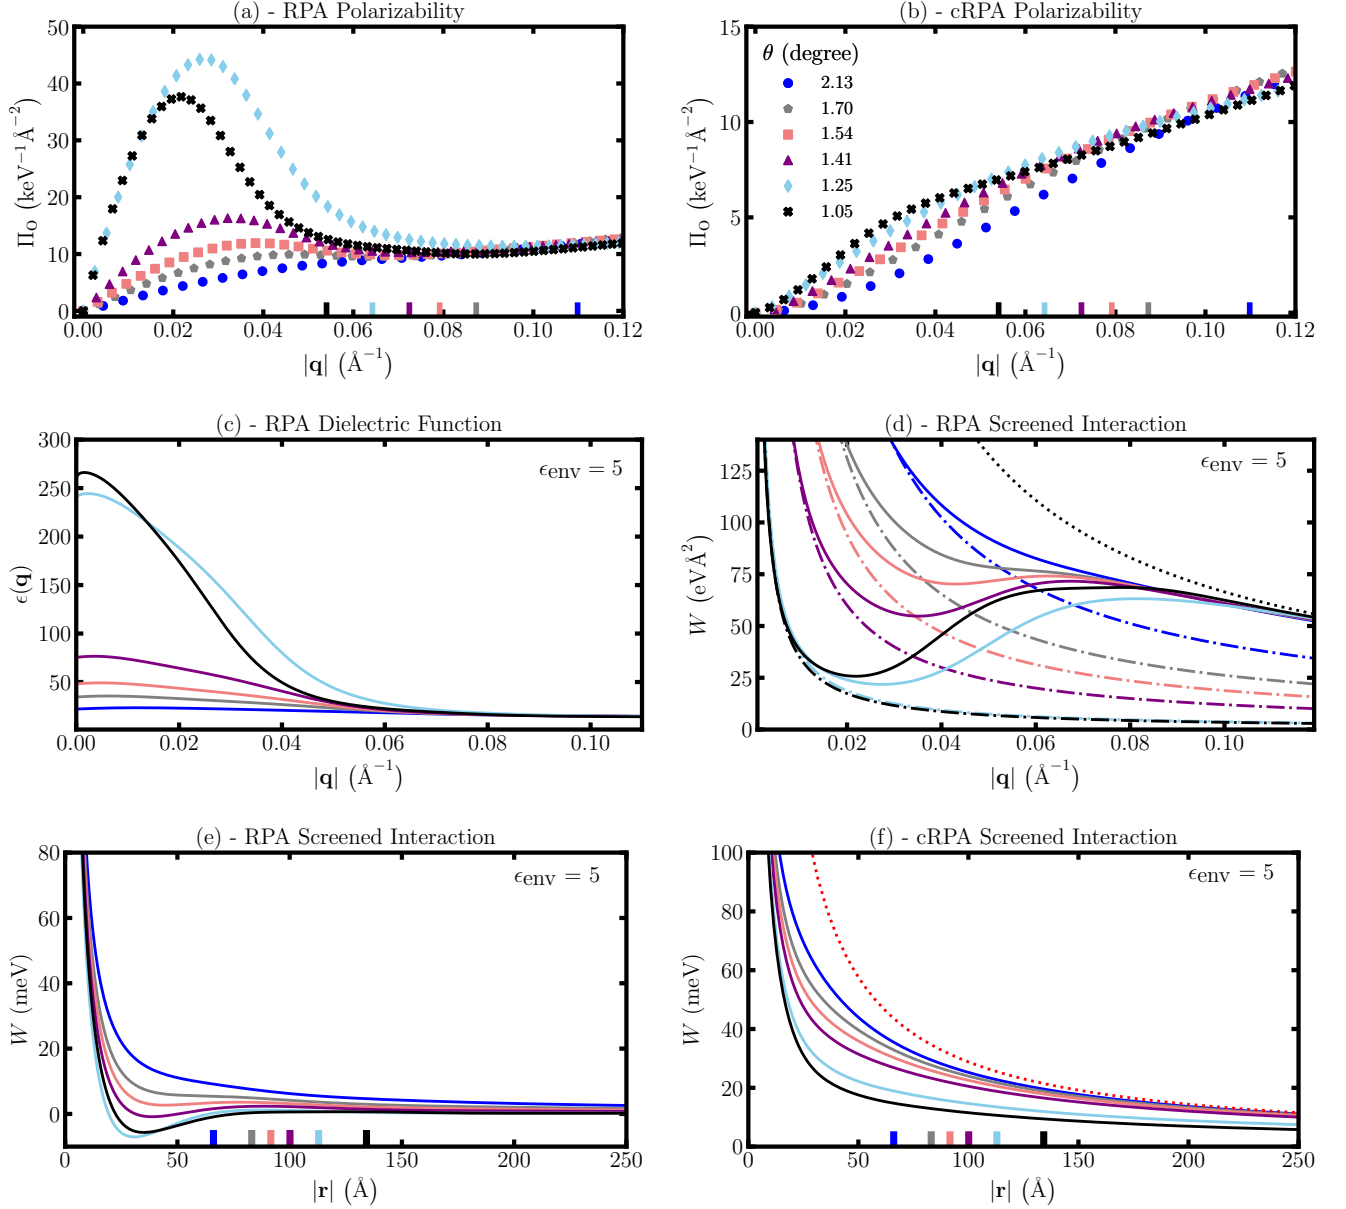 (a) - RPA Polarizability
50
40
30
20
10
0
Π₀ (keV⁻¹Å⁻²)
0.00 0.02 0.04 0.06 0.08 0.10 0.12
|q| (Å⁻¹)
(b) - cRPA Polarizability
15
10
5
0
Π₀ (keV⁻¹Å⁻²)
θ (degree)
2.13
1.70
1.54
1.41
1.25
1.05
0.00 0.02 0.04 0.06 0.08 0.10 0.12
|q| (Å⁻¹)
(c) - RPA Dielectric Function
300
250
200
150
100
50
ϵ(q)
ϵenv = 5
0.00 0.02 0.04 0.06 0.08 0.10
|q| (Å⁻¹)
(d) - RPA Screened Interaction
125
100
75
50
25
0
W (eVÅ²)
ϵenv = 5
0.02 0.04 0.06 0.08 0.10
|q| (Å⁻¹)
(e) - RPA Screened Interaction
80
60
40
20
0
W (meV)
ϵenv = 5
0 50 100 150 200 250
|r| (Å)
(f) - cRPA Screened Interaction
100
80
60
40
20
0
W (meV)
ϵenv = 5
0 50 100 150 200 250
|r| (Å)